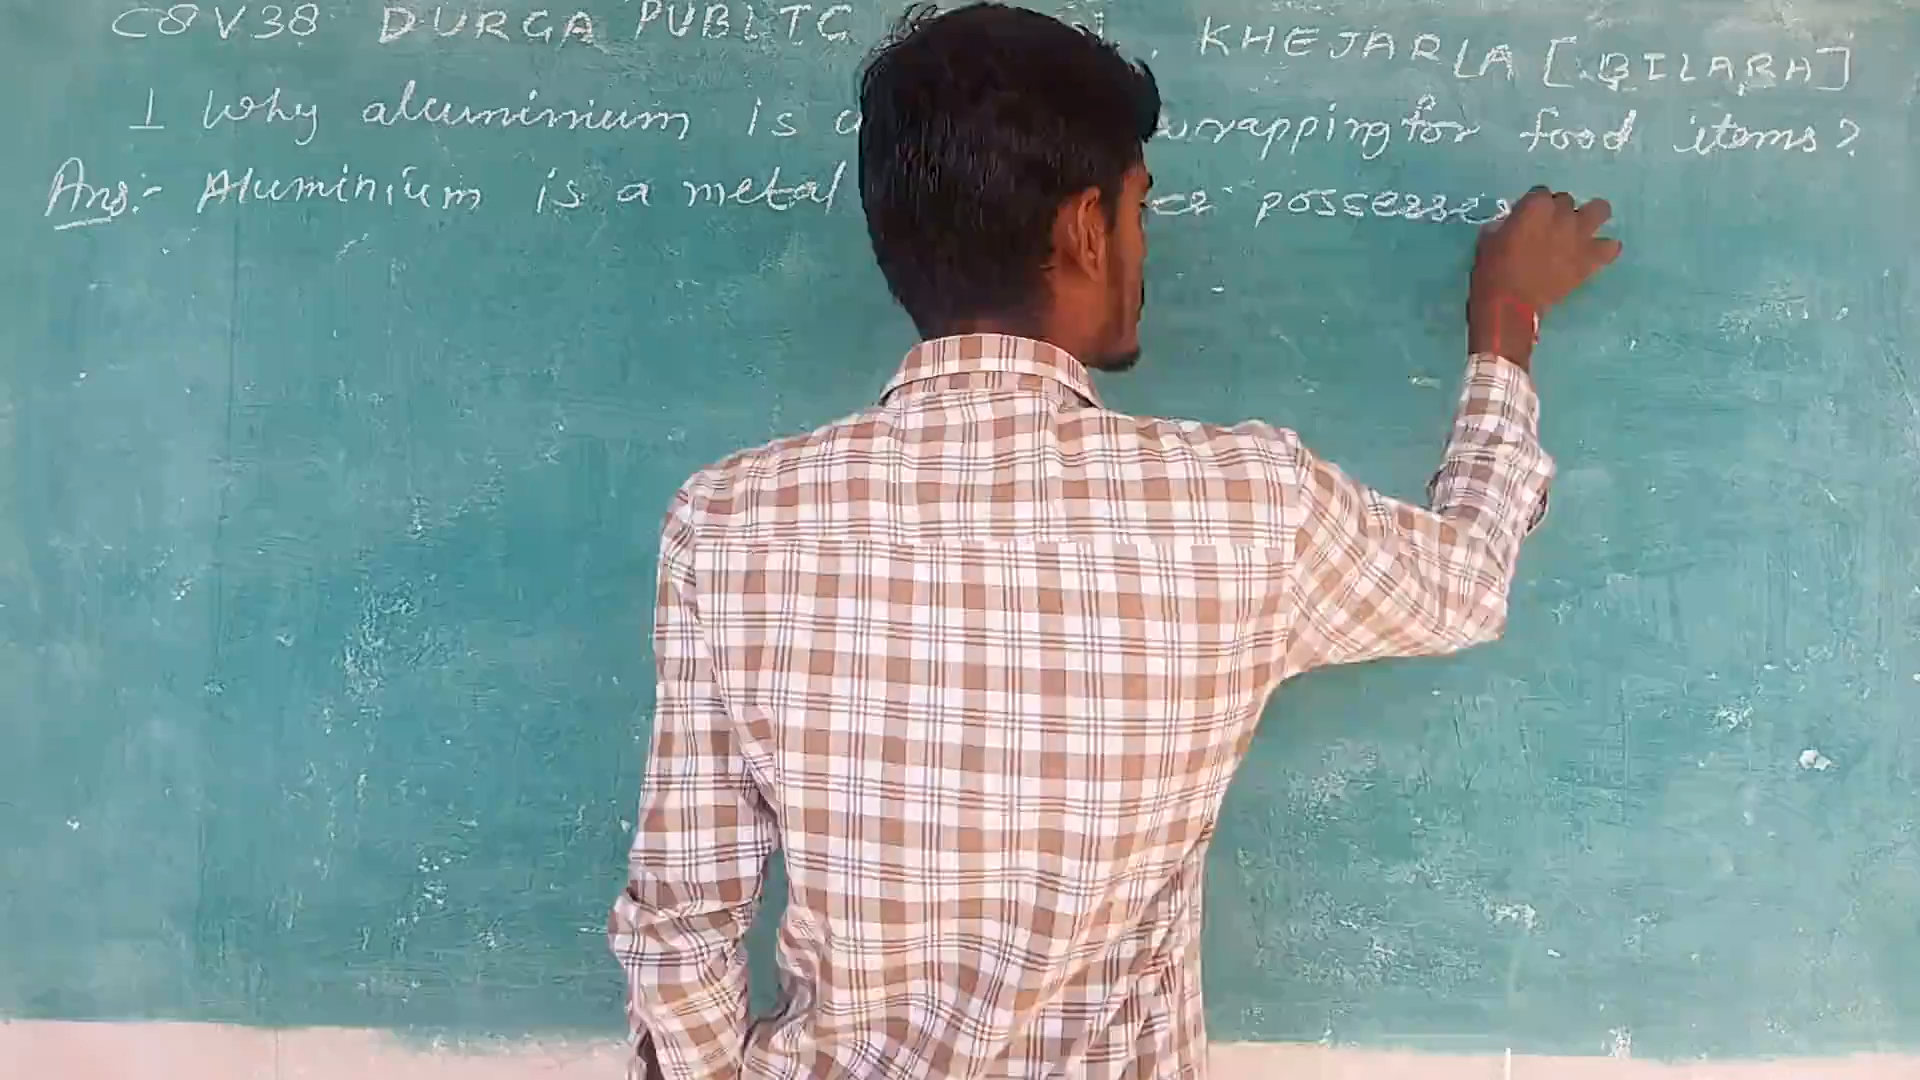 C8V38 DURGA PUBLIC KHEJARLA [BILARA]
1 Why aluminium is wrapping for food items?
Ans:- Aluminium is a metal possesses